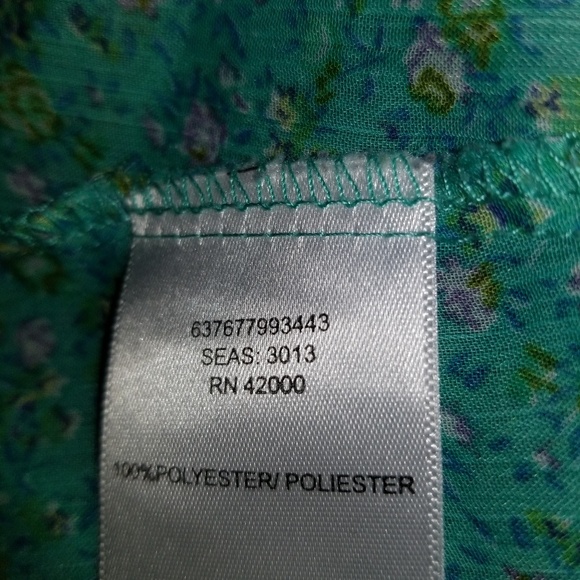 637677993443
SEAS: 3013
RN 42000
100%POLYESTER/ POLIESTER